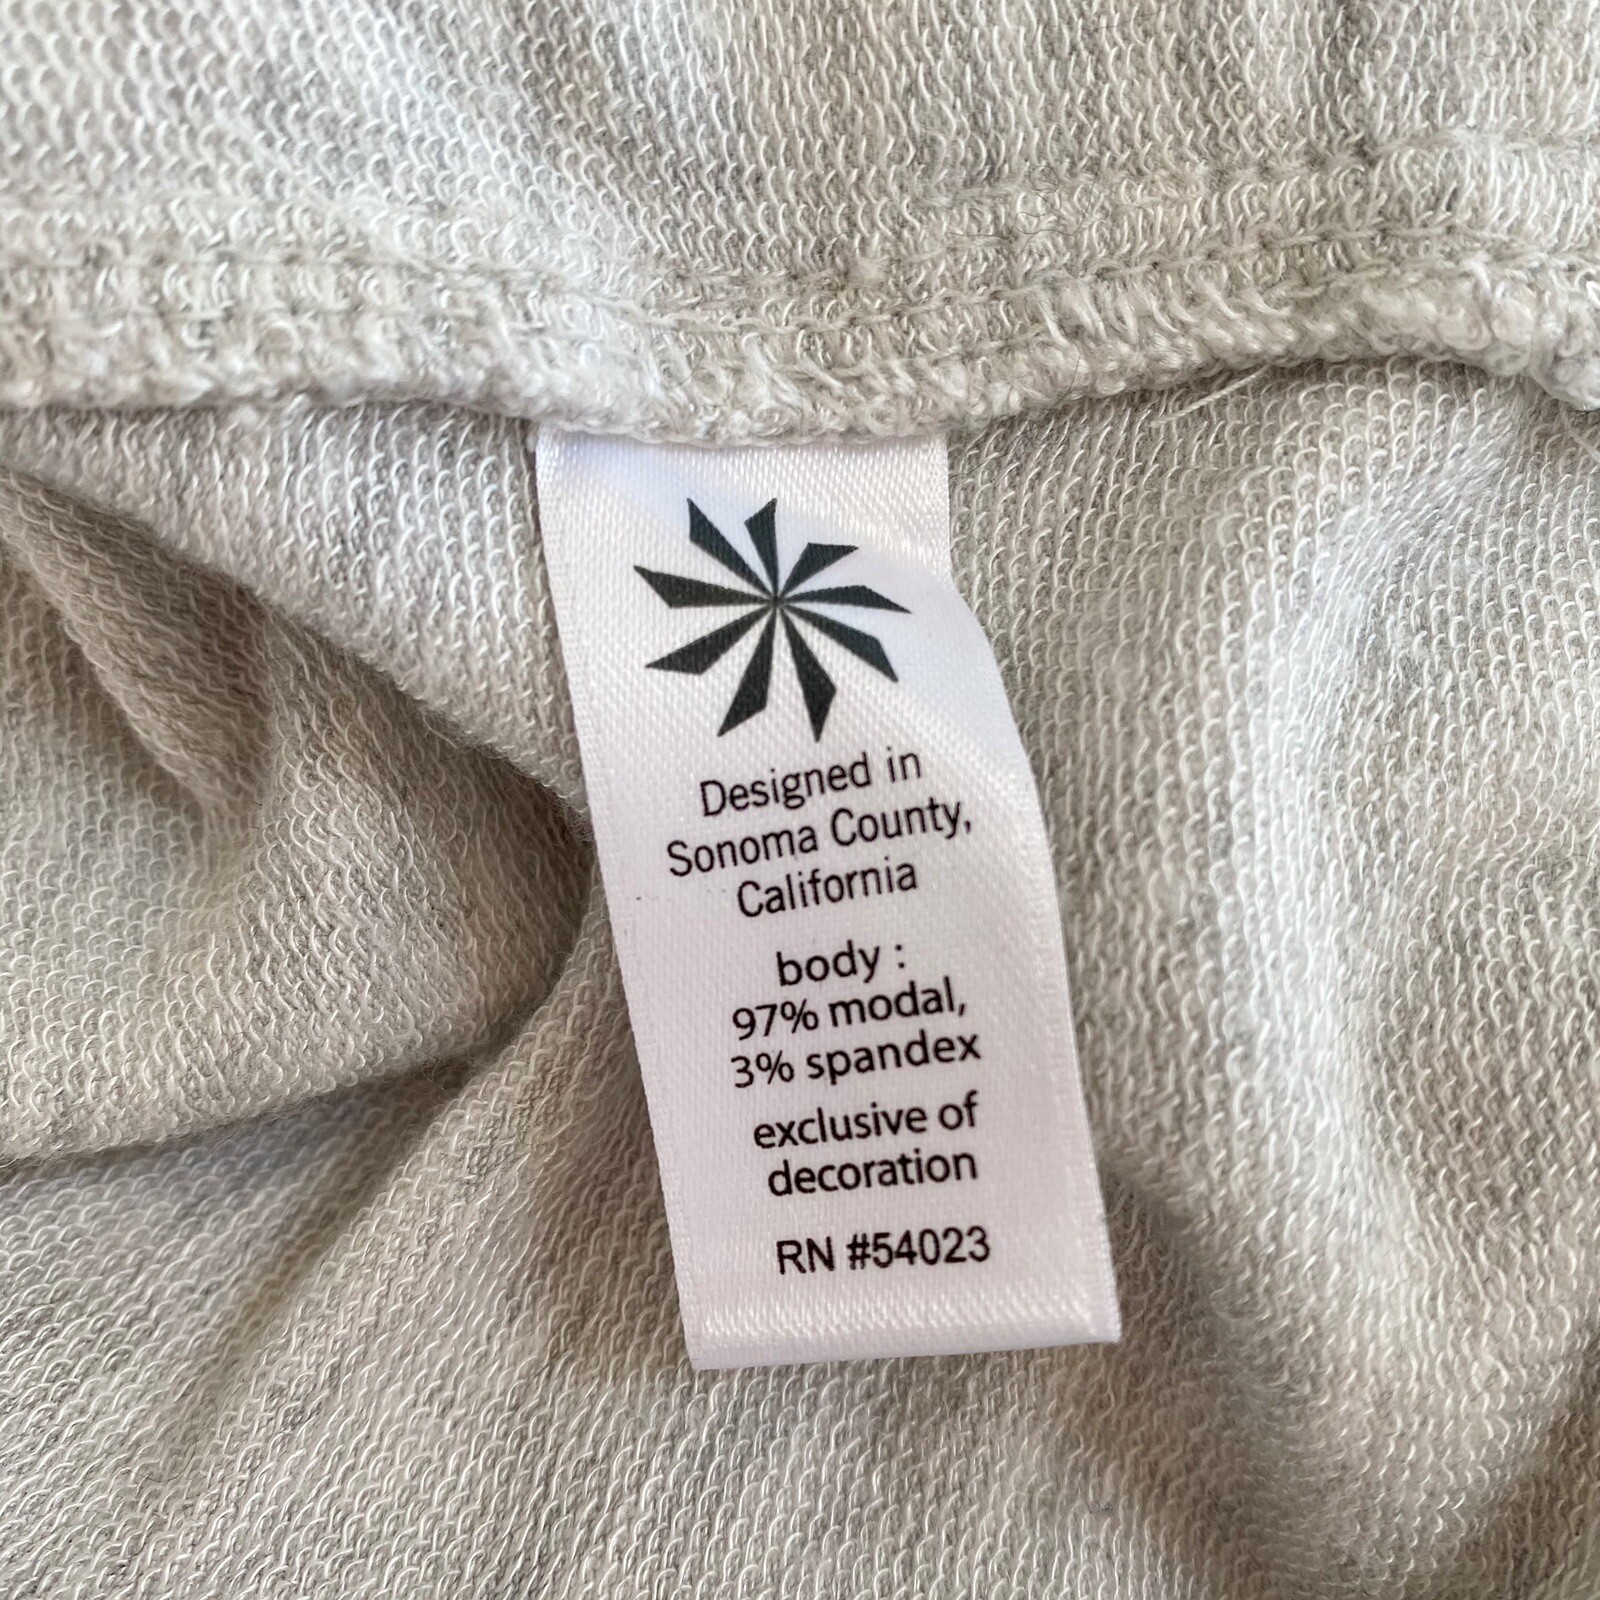 Designed in
Sonoma County,
California
body :
97% modal,
3% spandex
exclusive of
decoration
RN #54023